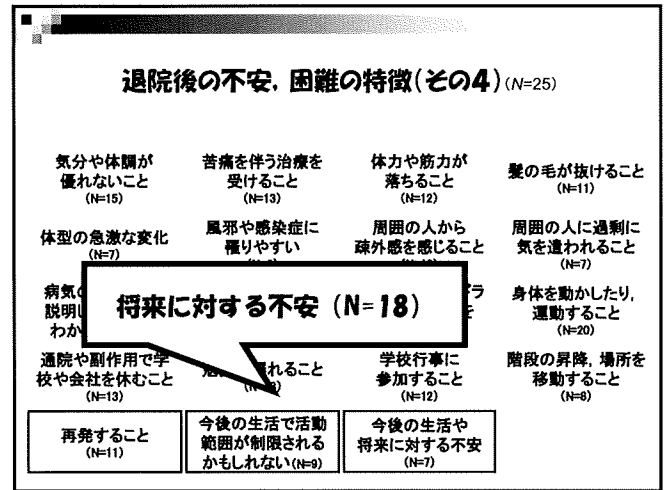 退院後の不安,困難の特徴(その4)(N=25)
気分や体調が
優れないこと
(N=15)
苦痛を伴う治療を
受けること
(N=13)
体力や筋力が
落ちること
(N=12)
髪の毛が抜けること
(N=11)
体型の急激な変化
(N=7)
風邪や感染症に
罹りやすい
周囲の人から
疎外感を感じること
周囲の人に過剰に
気を遣われること
(N=7)
病気の
説明し
わか
将来に対する不安(N=18)
身体を動かしたり,
運動すること
(N=20)
通院や副作用で学
校や会社を休むこと
(N=13)
れること
学校行事に
参加すること
(N=12)
階段の昇降,場所を
移動すること
(N=8)
再発すること
(N=11)
今後の生活で活動
範囲が制限される
かもしれない(N=9)
今後の生活や
将来に対する不安
(N=7)